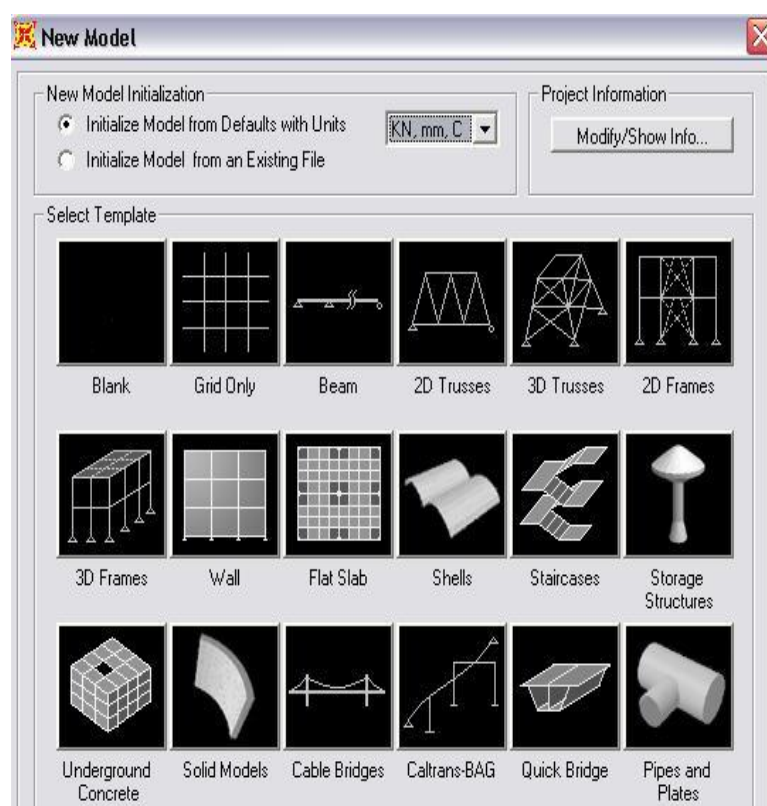 New Model
New Model Initialization
Initialize Model from Defaults with Units
KN, mm, C
Initialize Model from an Existing File
Project Information
Modify/Show Info...
Select Template
Blank
Grid Only
Beam
2D Trusses
3D Trusses
2D Frames
3D Frames
Wall
Flat Slab
Shells
Staircases
Storage
Structures
Underground
Concrete
Solid Models
Cable Bridges
Caltrans-BAG
Quick Bridge
Pipes and
Plates